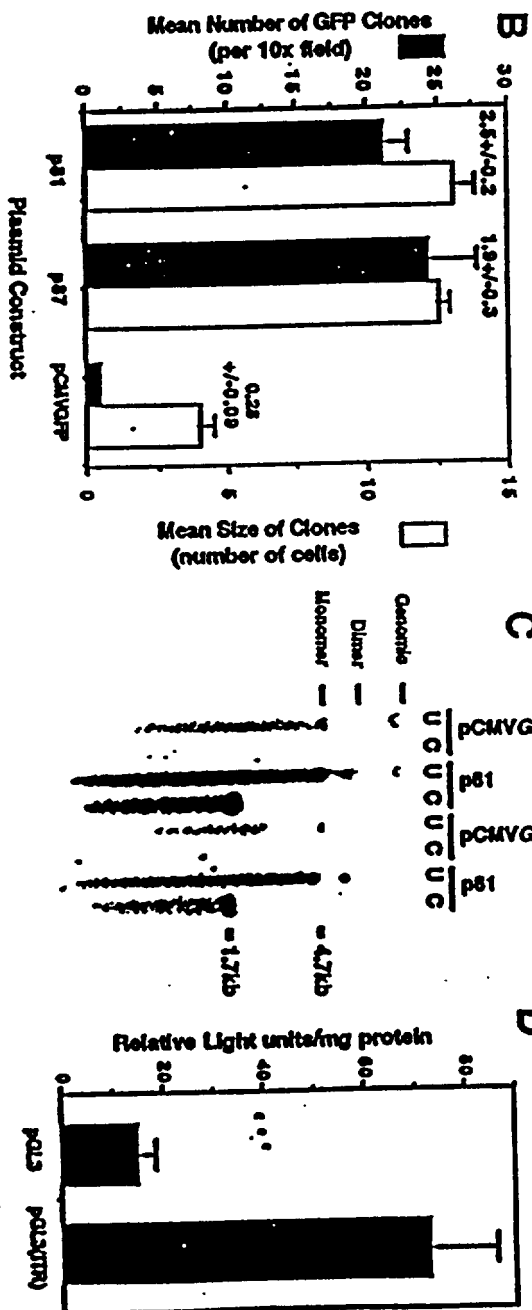 B
Mean Number of GFP Clones
(per 10x field)
0 5 10 15 20 25 30
2.5+/-0.2
1.9+/-0.3
0.28
+/-0.09
p81
p87
pCMVGFP
Plasmid Construct
0 5 10 15
Mean Size of Clones
(number of cells)
C
pCMVG
p81
pCMVG
p81
U C U C U C U C
Genomic
Dimer
Monomer
4.7kb
1.7kb
D
Relative Light units/mg protein
0 20 40 60 80
pGL3
pGL3(ITR)